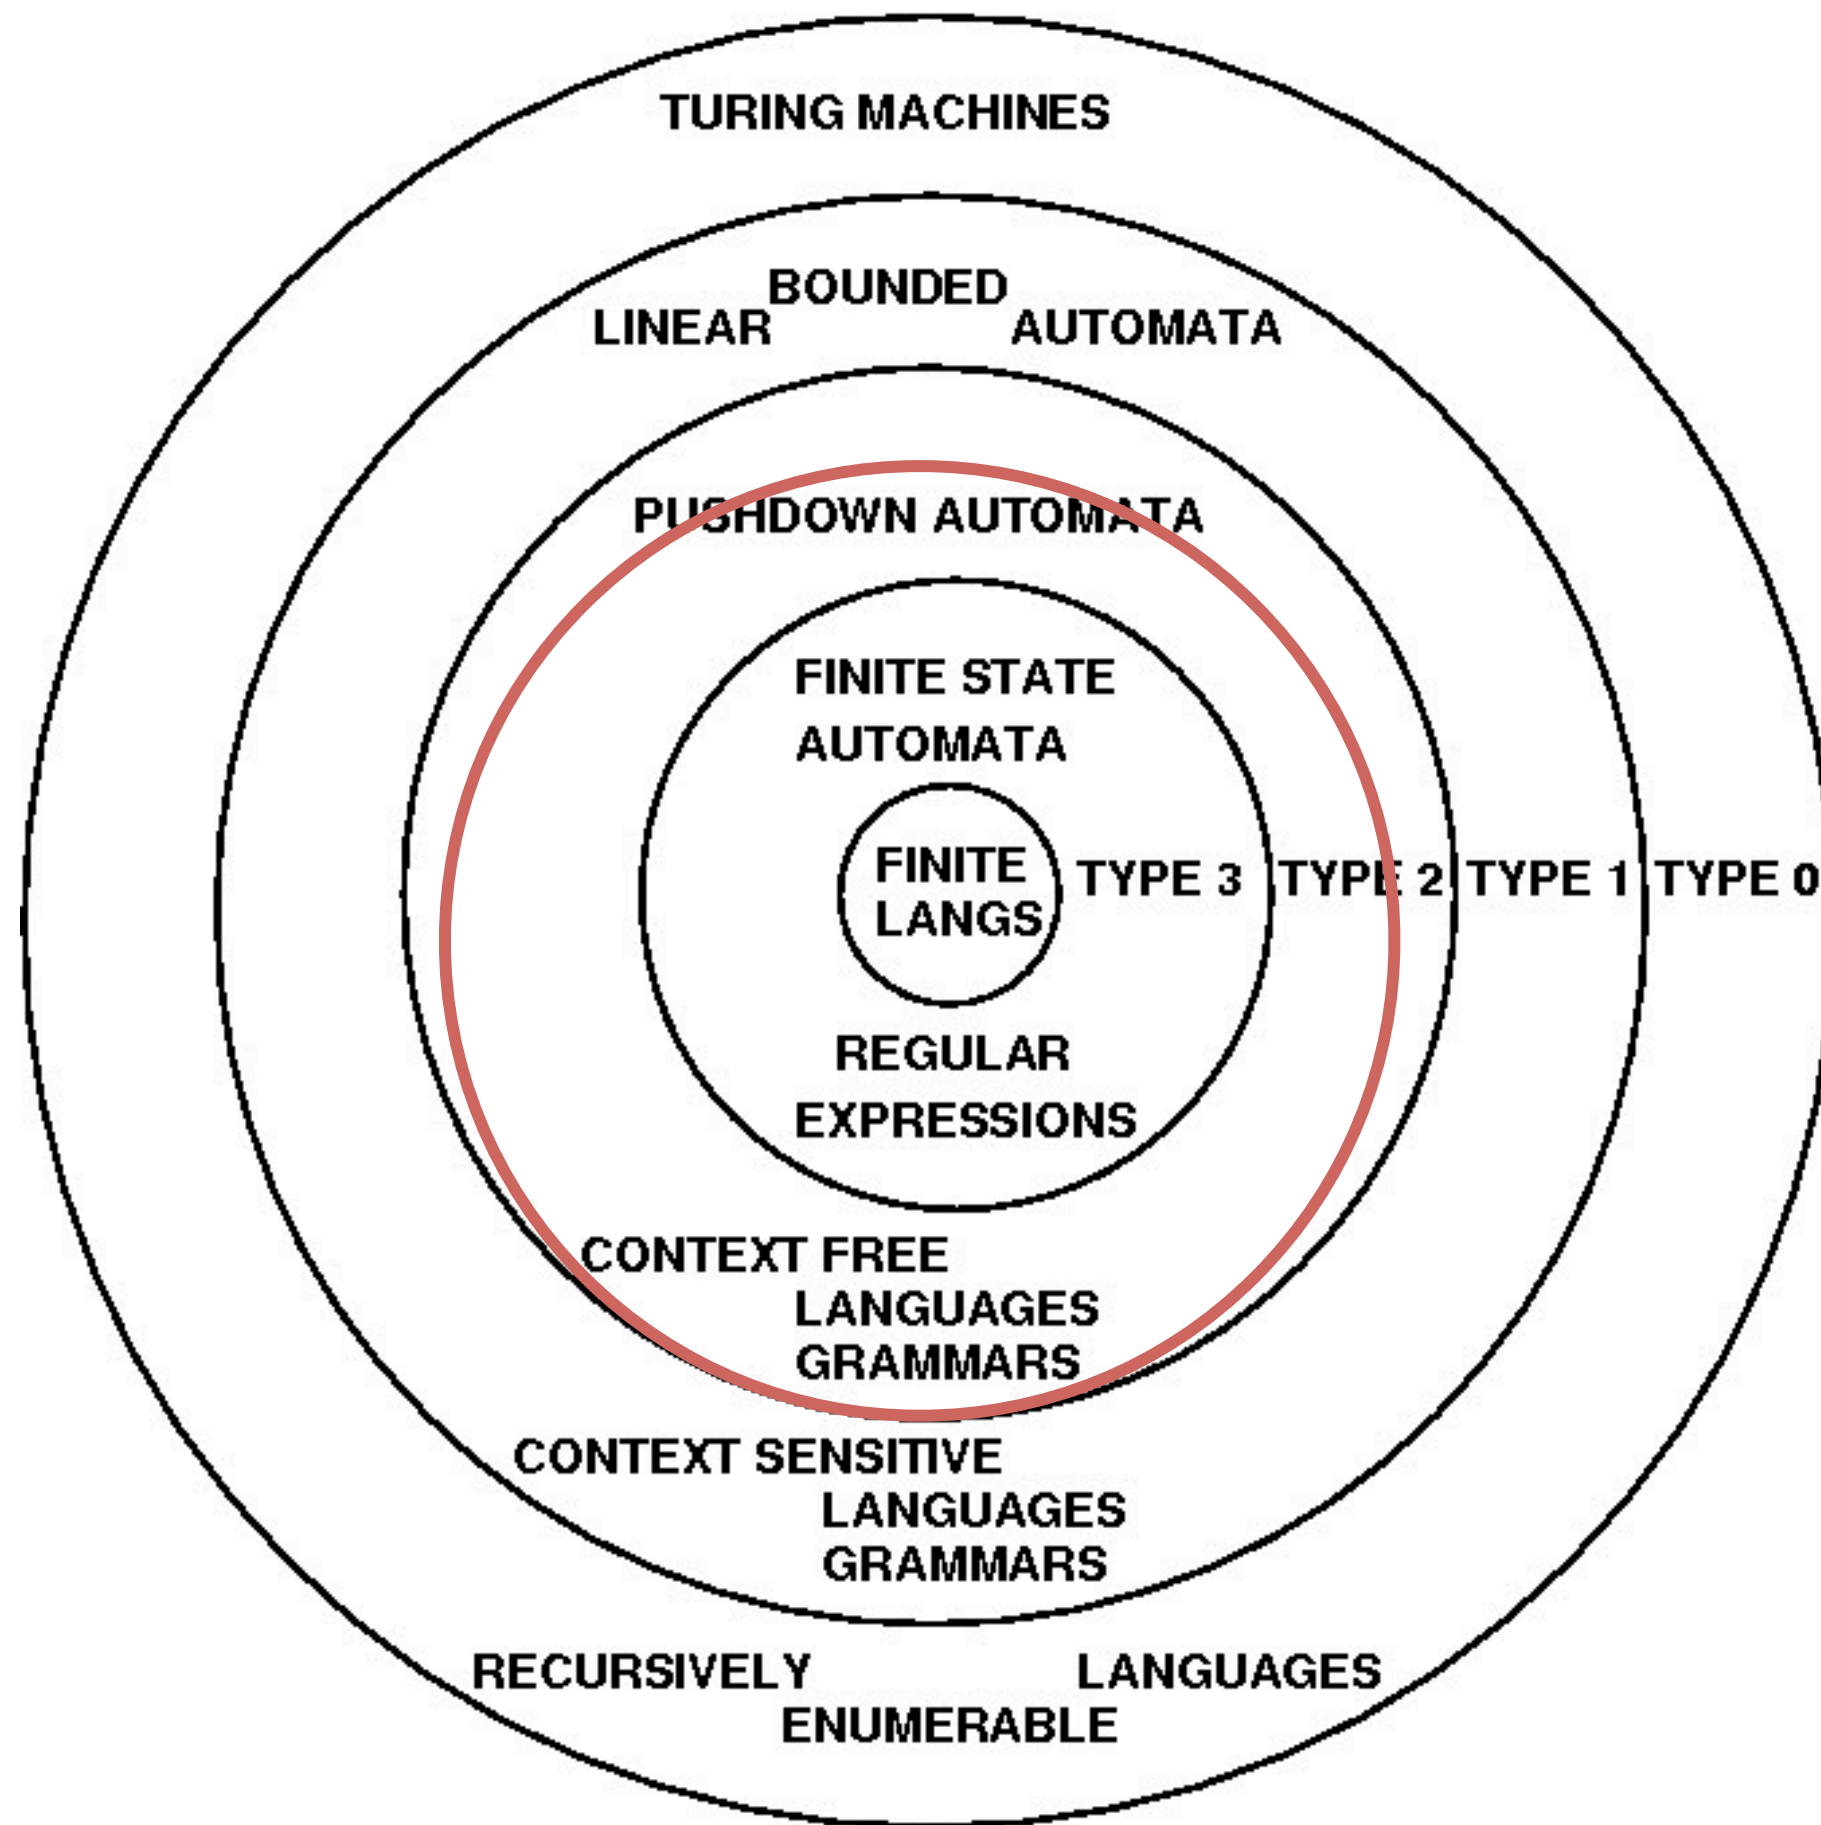 TURING MACHINES
BOUNDED
LINEAR AUTOMATA
PUSHDOWN AUTOMATA
FINITE STATE
AUTOMATA
FINITE
LANGS
TYPE 3 TYPE 2 TYPE 1 TYPE 0
REGULAR
EXPRESSIONS
CONTEXT FREE
LANGUAGES
GRAMMARS
CONTEXT SENSITIVE
LANGUAGES
GRAMMARS
RECURSIVELY LANGUAGES
ENUMERABLE